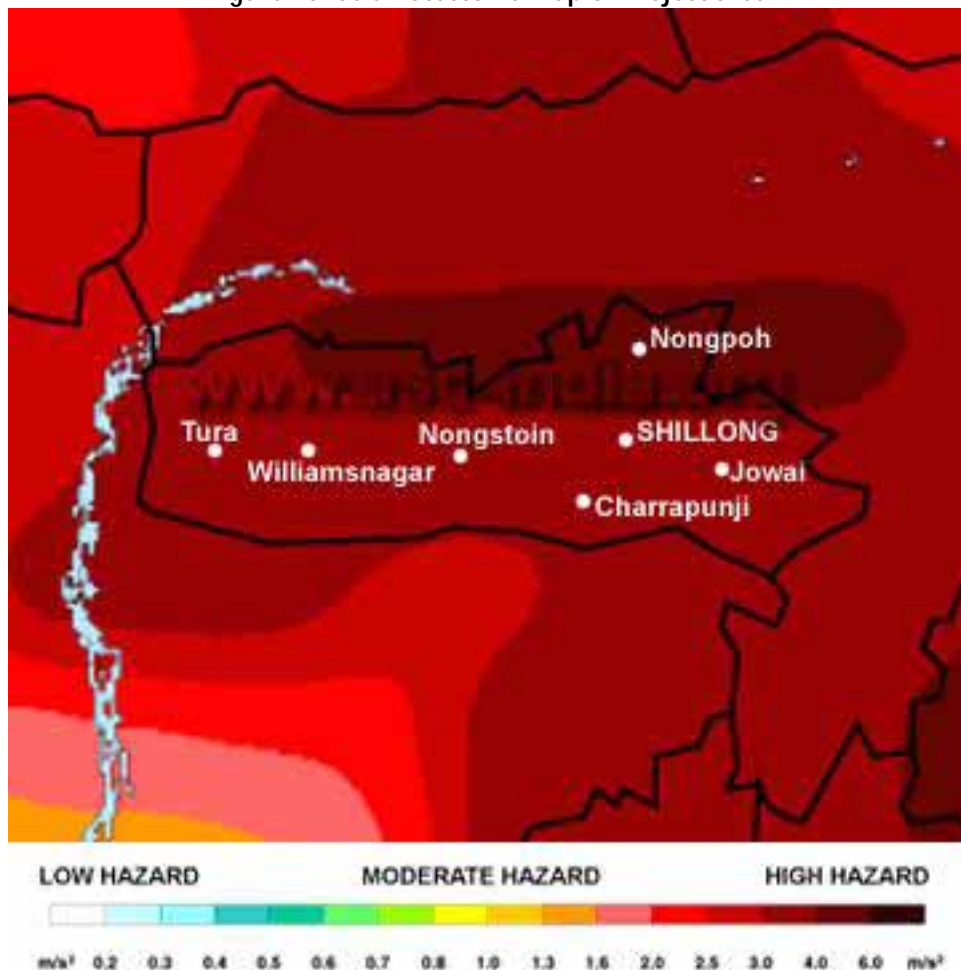 Nongpoh
Tura
Nongstoin
SHILLONG
Williamsnagar
Jowai
Charrapunji
LOW HAZARD MODERATE HAZARD HIGH HAZARD
m/s² 0.2 0.3 0.4 0.5 0.6 0.7 0.8 1.0 1.3 1.6 2.0 2.5 3.0 4.0 6.0 m/s²